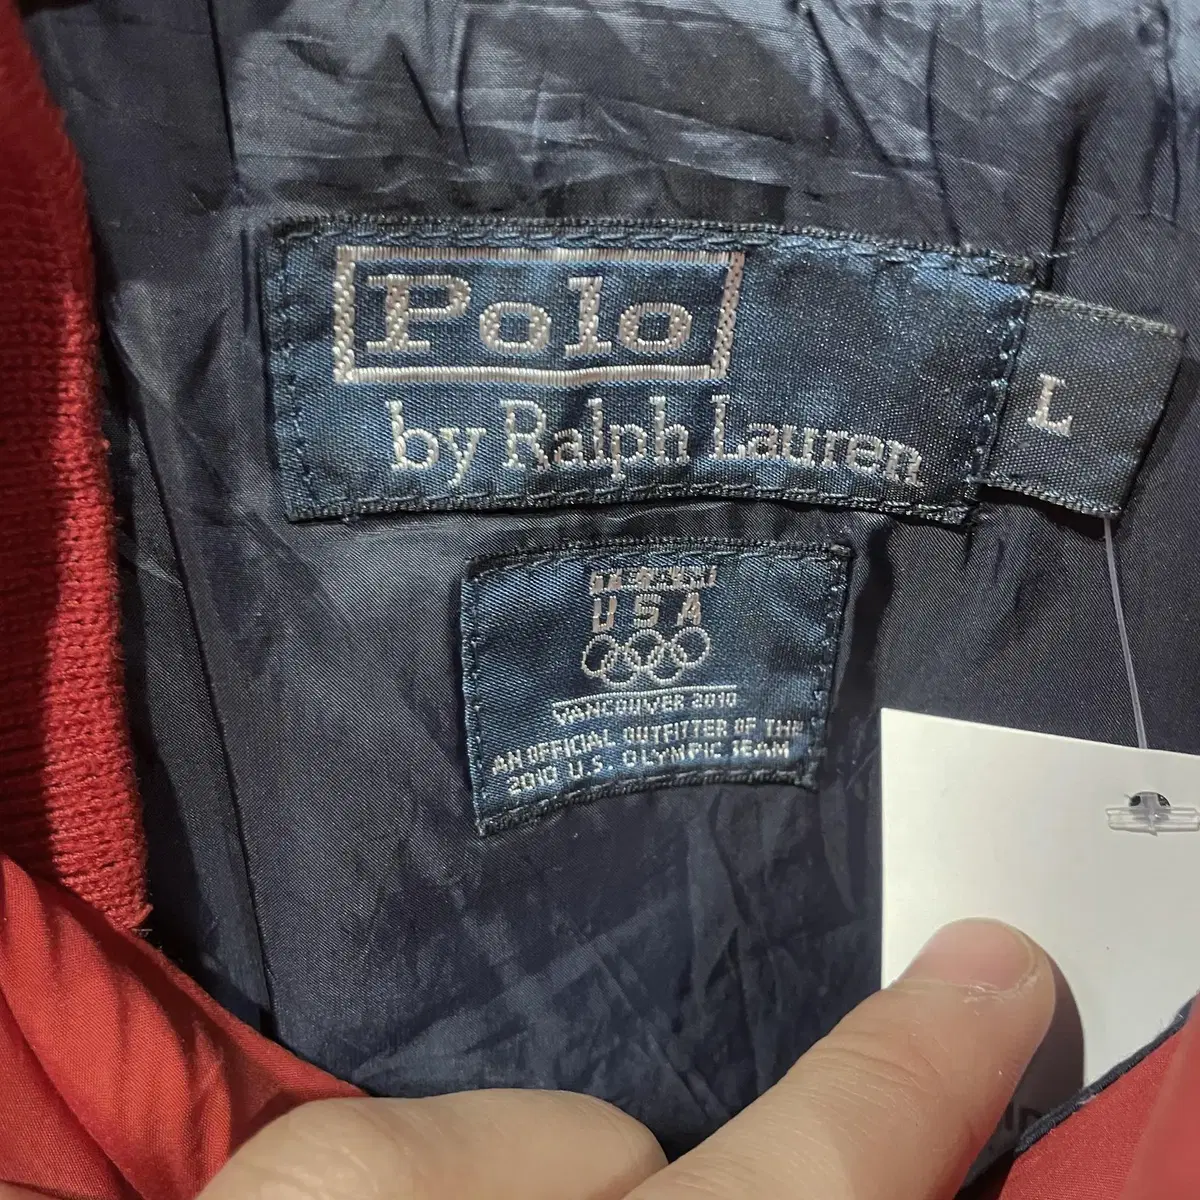 Polo
by Ralph Lauren
L
USA
VANCOUVER 2010
AN OFFICIAL OUTFITTER OF THE
2010 U.S. OLYMPIC TEAM